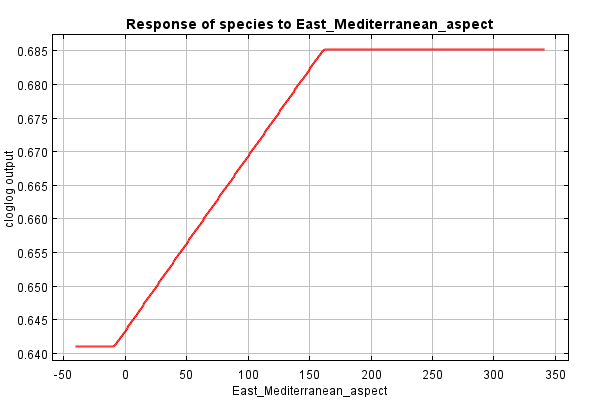 Response of species to East_Mediterranean_aspect
0.685
0.680
0.675
0.670
0.665
0.660
0.655
0.650
0.645
0.640
cloglog output
-50 0 50 100 150 200 250 300 350
East_Mediterranean_aspect